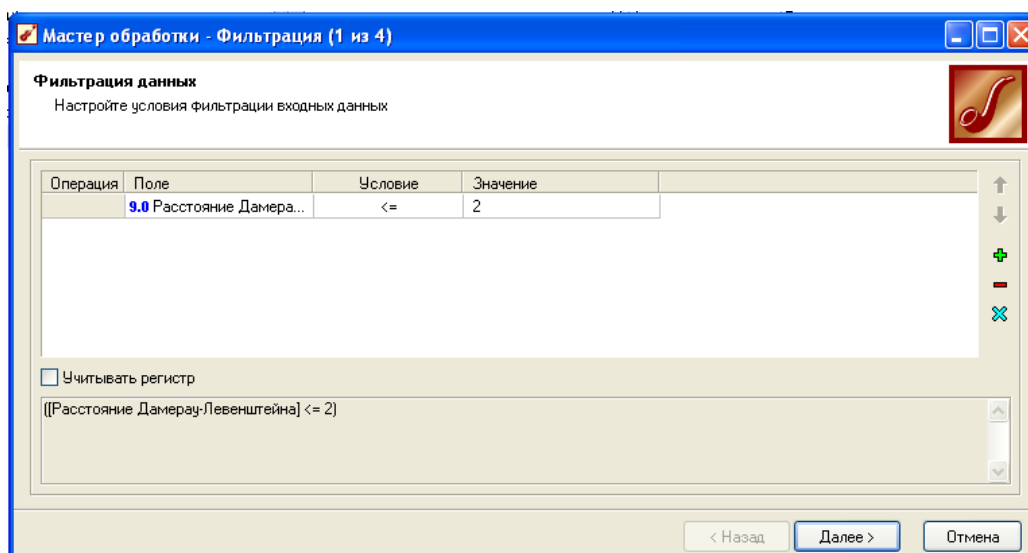 Мастер обработки - Фильтрация (1 из 4)
Фильтрация данных
Настройте условия фильтрации входных данных
Операция Поле Условие Значение
9.0 Расстояние Дамера... <= 2
Учитывать регистр
([Расстояние Дамерау-Левенштейна] <= 2)
< Назад Далее > Отмена